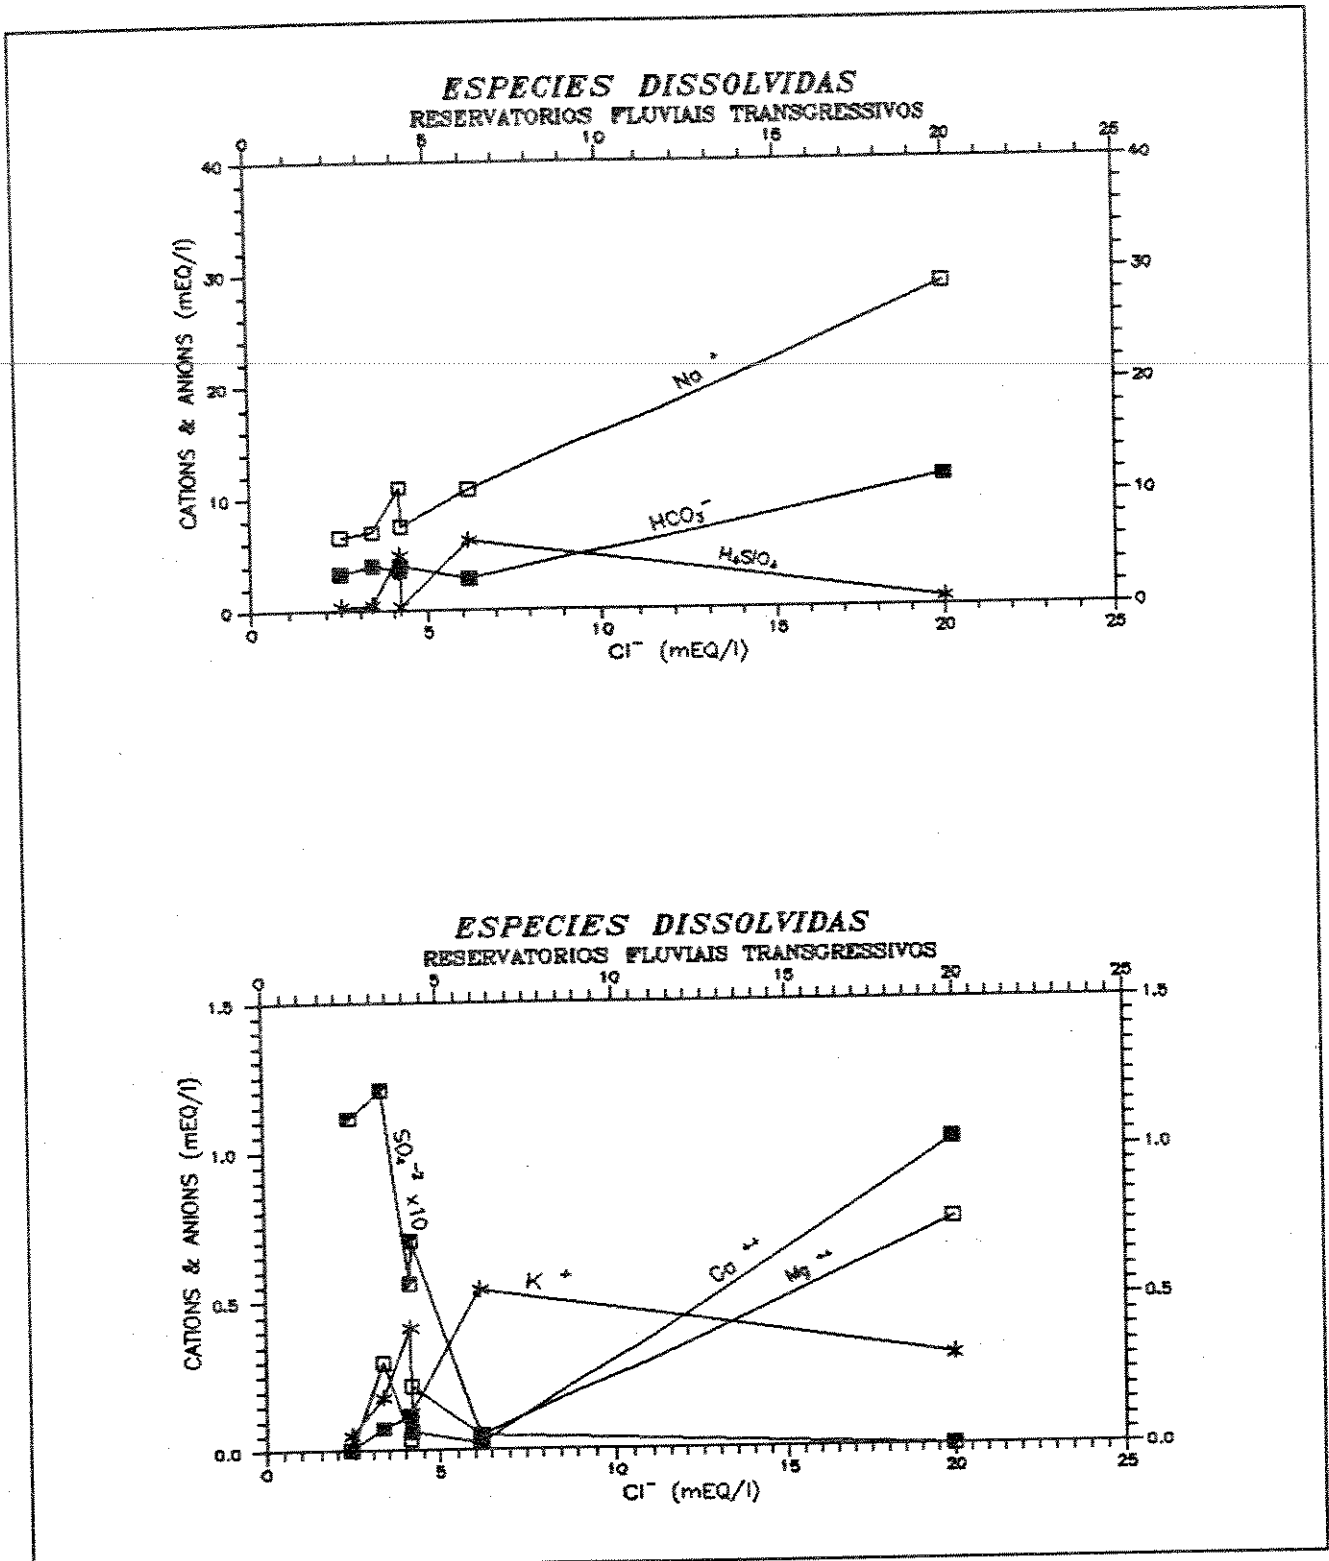 ESPECIES DISSOLVIDAS
RESERVATORIOS FLUVIAIS TRANSGRESSIVOS
0 5 10 15 20 25
40 40
30 30
20 20
10 10
0 0
CATIONS & ANIONS (mEQ/l)
Na⁺
HCO₃⁻
H₄SiO₄
0 5 10 15 20 25
Cl⁻ (mEQ/l)
ESPECIES DISSOLVIDAS
RESERVATORIOS FLUVIAIS TRANSGRESSIVOS
0 5 10 15 20 25
1.5 1.5
1.0 1.0
0.5 0.5
0.0 0.0
CATIONS & ANIONS (mEQ/l)
SO₄⁻² x10
K⁺
Ca
Mg
0 5 10 15 20 25
Cl⁻ (mEQ/l)